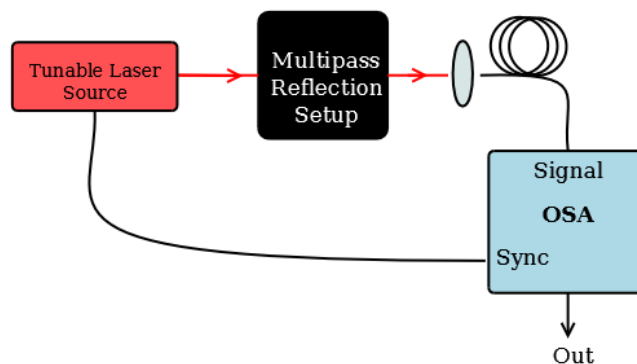 Tunable Laser
Source
Multipass
Reflection
Setup
Signal
OSA
Sync
Out